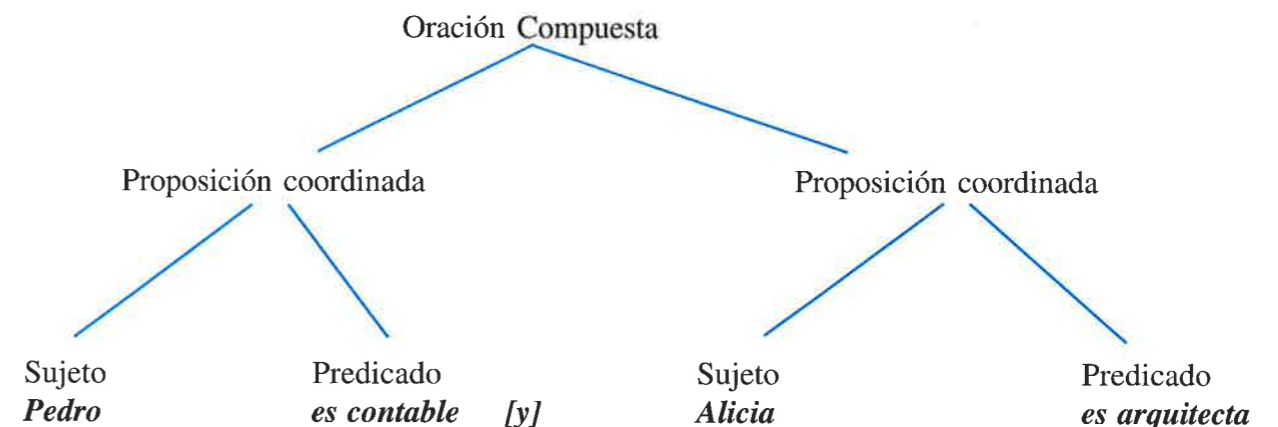 Oración Compuesta
Proposición coordinada Proposición coordinada
Sujeto Predicado Sujeto Predicado
Pedro es contable [y] Alicia es arquitecta